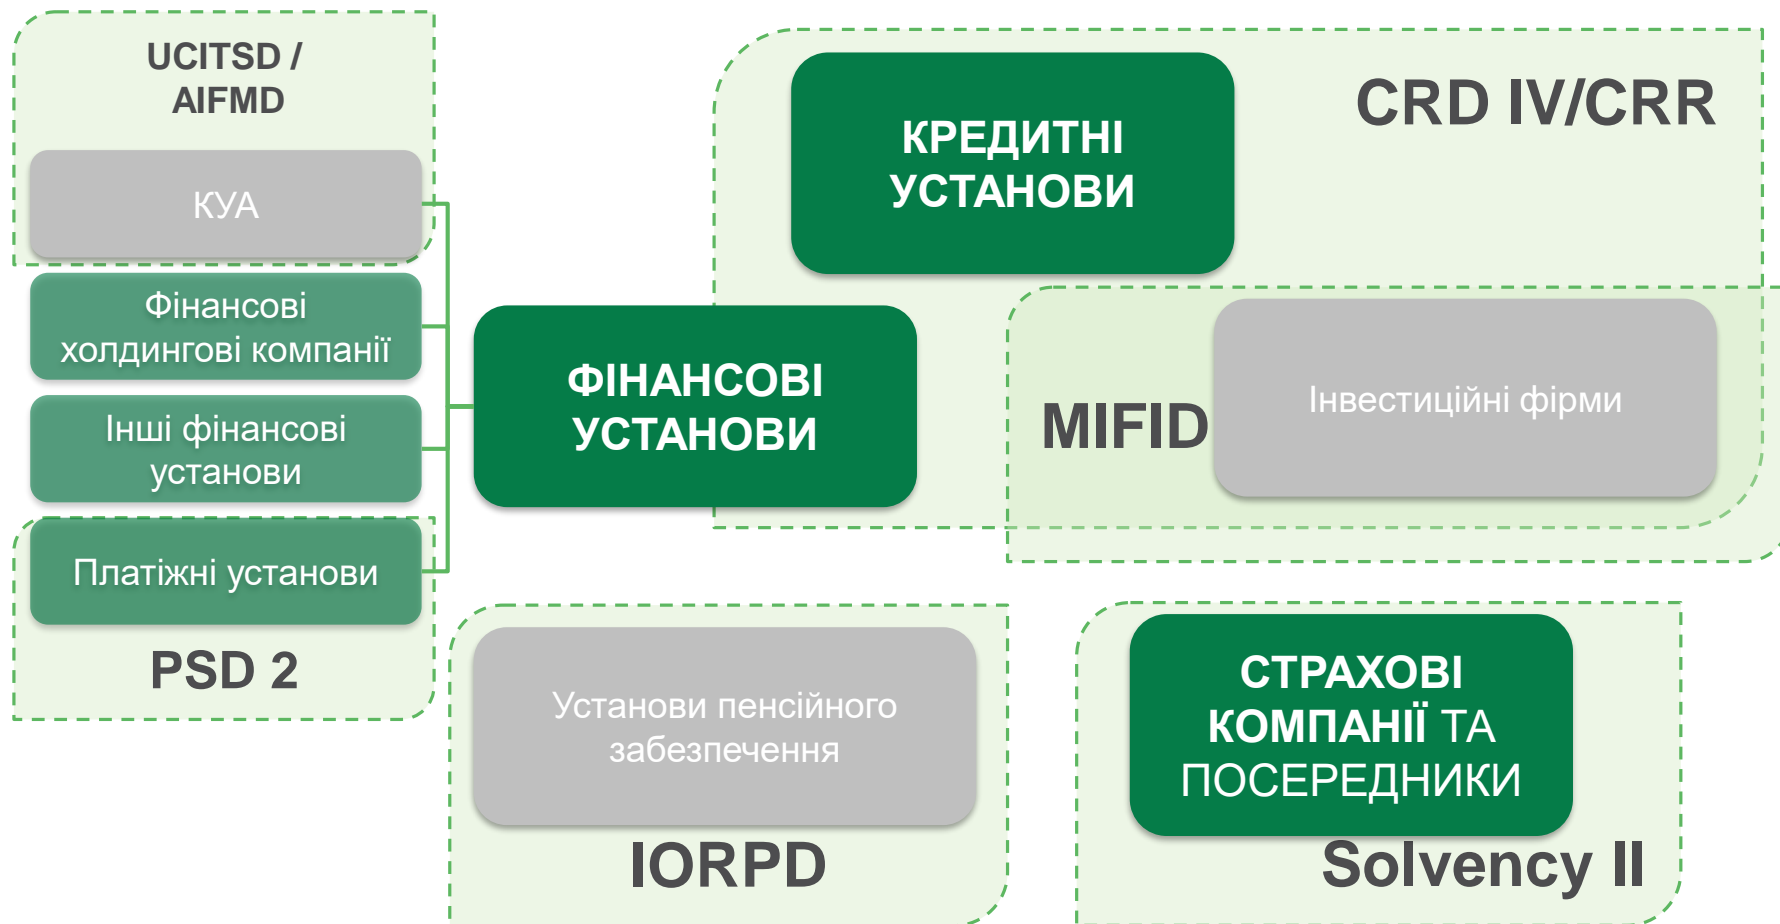 UCITSD /
AIFMD
КУА
Фінансові
холдингові компанії
Інші фінансові
установи
Платіжні установи
PSD 2
ФІНАНСОВІ
УСТАНОВИ
КРЕДИТНІ
УСТАНОВИ
CRD IV/CRR
MIFID
Інвестиційні фірми
Установи пенсійного
забезпечення
IORPD
СТРАХОВІ
КОМПАНІЇ ТА
ПОСЕРЕДНИКИ
Solvency II